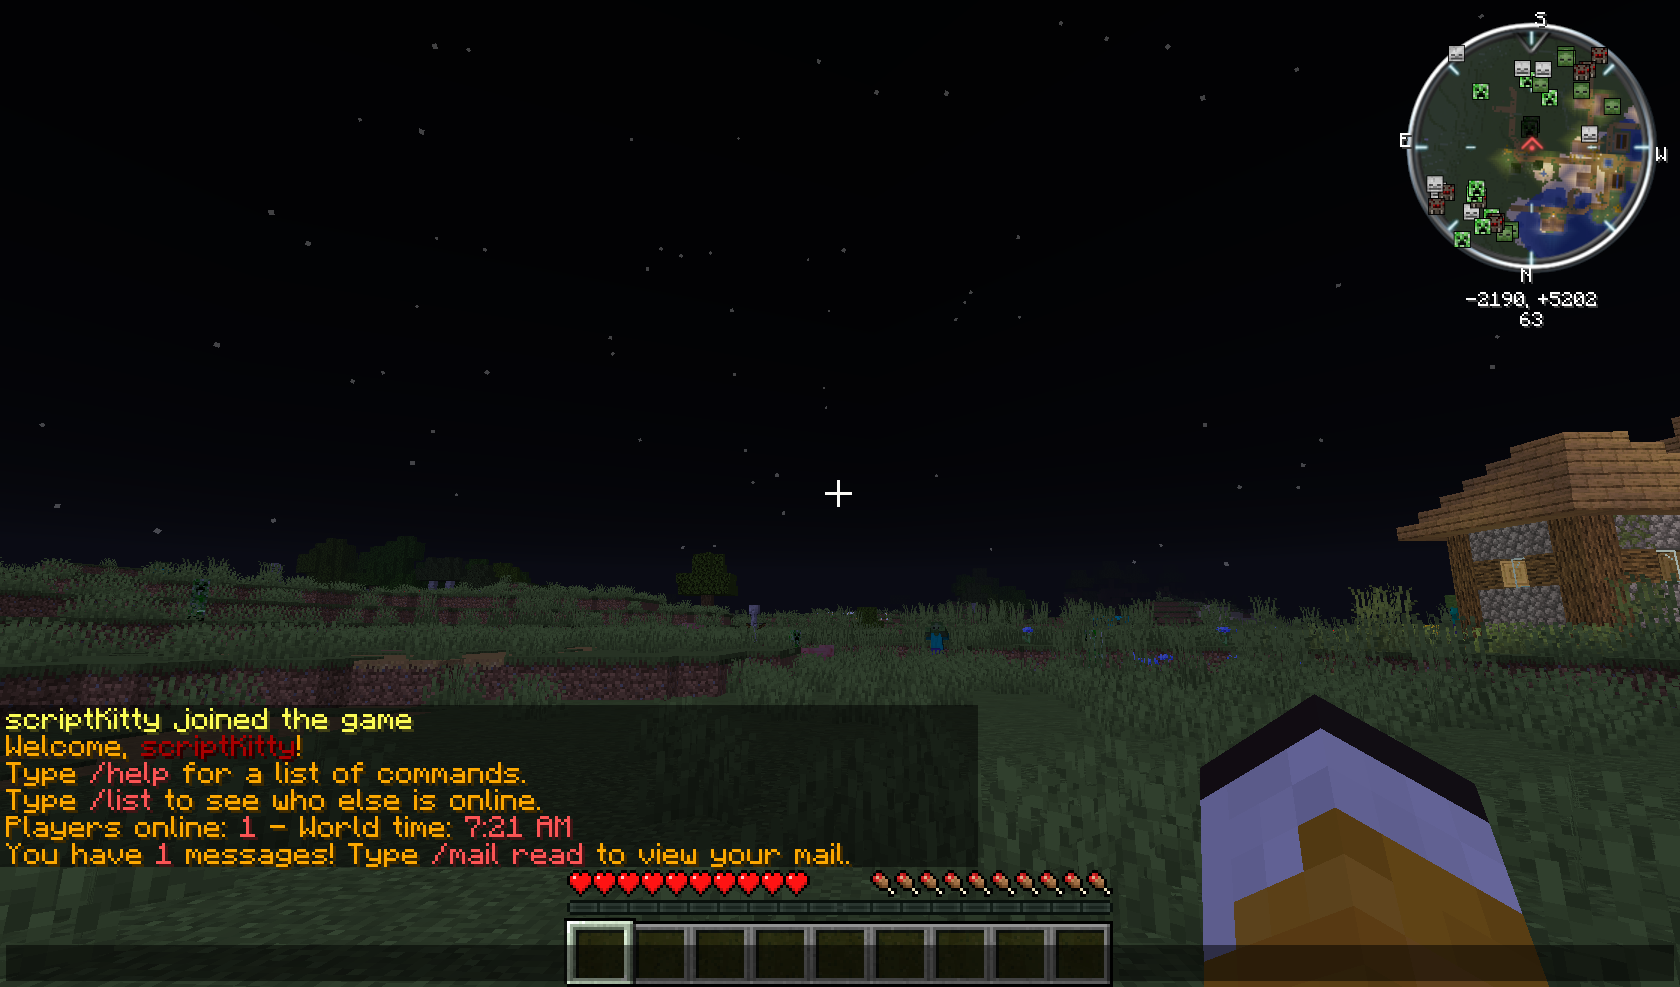 S
E
W
N
-2190, +5202
63
scriptKitty joined the game
Welcome, scriptKitty!
Type /help for a list of commands.
Type /list to see who else is online.
Players online: 1 - World time: 7:21 AM
You have 1 messages! Type /mail read to view your mail.